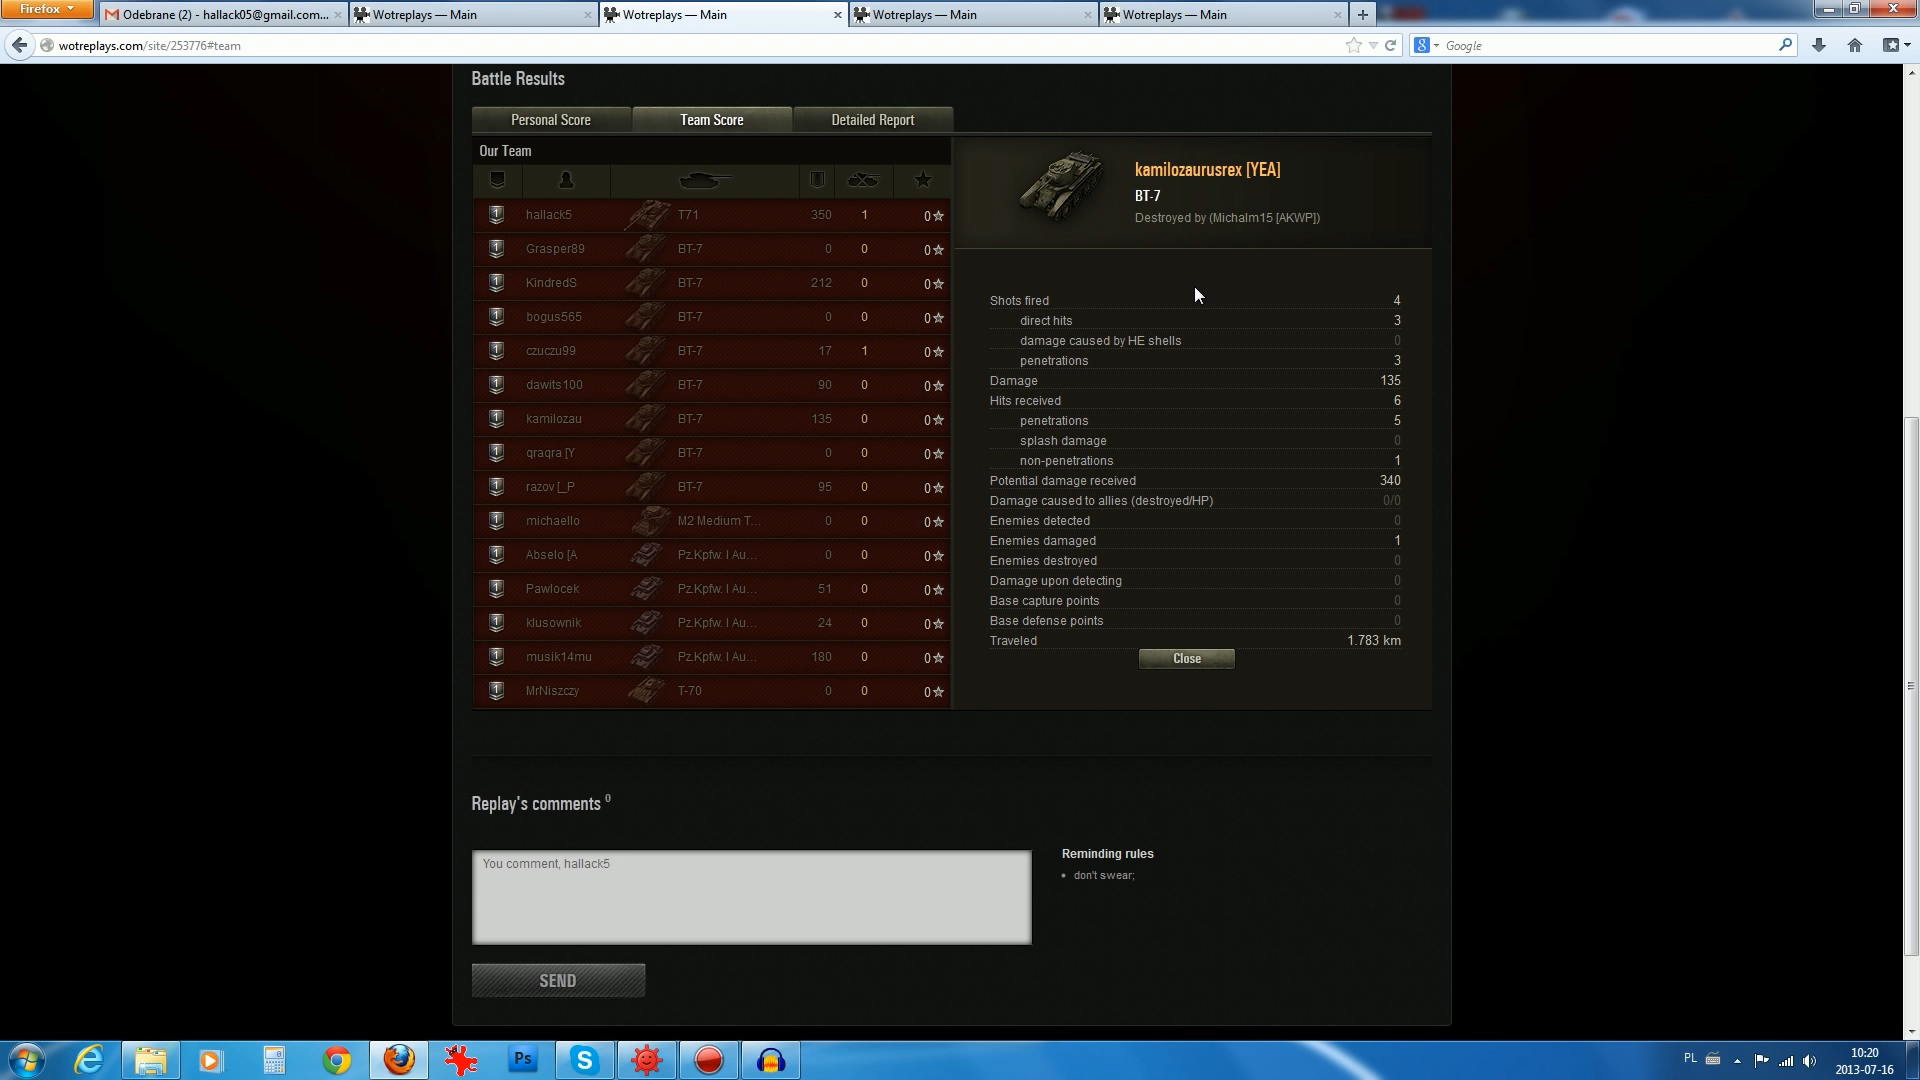 Firefox
Odebrane (2) - hallack05@gmail.com...
Wotreplays — Main
Wotreplays — Main
Wotreplays — Main
Wotreplays — Main
wotreplays.com/site/253776#team
Google
Battle Results
Personal Score
Team Score
Detailed Report
Our Team
hallack5 T71 350 1 0
Grasper89 BT-7 0 0 0
KindredS BT-7 212 0 0
bogus565 BT-7 0 0 0
czuczu99 BT-7 17 1 0
dawits100 BT-7 90 0 0
kamilozau BT-7 135 0 0
qraqra [Y BT-7 0 0 0
razov [_P BT-7 95 0 0
michaello M2 Medium T... 0 0 0
Abselo [A Pz.Kpfw. I Au... 0 0 0
Pawlocek Pz.Kpfw. I Au... 51 0 0
klusownik Pz.Kpfw. I Au... 24 0 0
musik14mu Pz.Kpfw. I Au... 180 0 0
MrNiszczy T-70 0 0 0
kamilozaurusrex [YEA]
BT-7
Destroyed by (Michalm15 [AKWP])
Shots fired 4
direct hits 3
damage caused by HE shells 0
penetrations 3
Damage 135
Hits received 6
penetrations 5
splash damage 0
non-penetrations 1
Potential damage received 340
Damage caused to allies (destroyed/HP) 0/0
Enemies detected 0
Enemies damaged 1
Enemies destroyed 0
Damage upon detecting 0
Base capture points 0
Base defense points 0
Traveled 1.783 km
Close
Replay's comments 0
You comment, hallack5
Reminding rules
• don't swear;
SEND
Ps
PL
10:20
2013-07-16